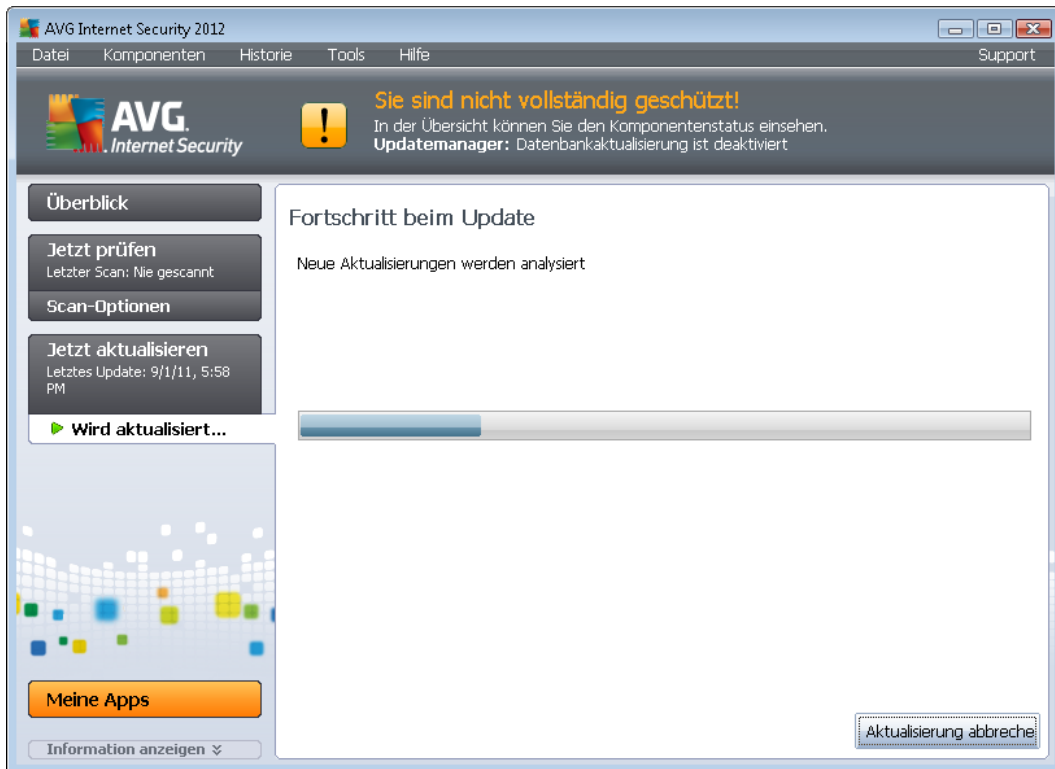 AVG Internet Security 2012
Datei Komponenten Historie Tools Hilfe Support
AVG.
Internet Security
Sie sind nicht vollständig geschützt!
In der Übersicht können Sie den Komponentenstatus einsehen.
Updatemanager: Datenbankaktualisierung ist deaktiviert
Überblick
Jetzt prüfen
Letzter Scan: Nie gescannt
Scan-Optionen
Jetzt aktualisieren
Letztes Update: 9/1/11, 5:58
PM
Wird aktualisiert...
Fortschritt beim Update
Neue Aktualisierungen werden analysiert
Meine Apps
Information anzeigen
Aktualisierung abbreche